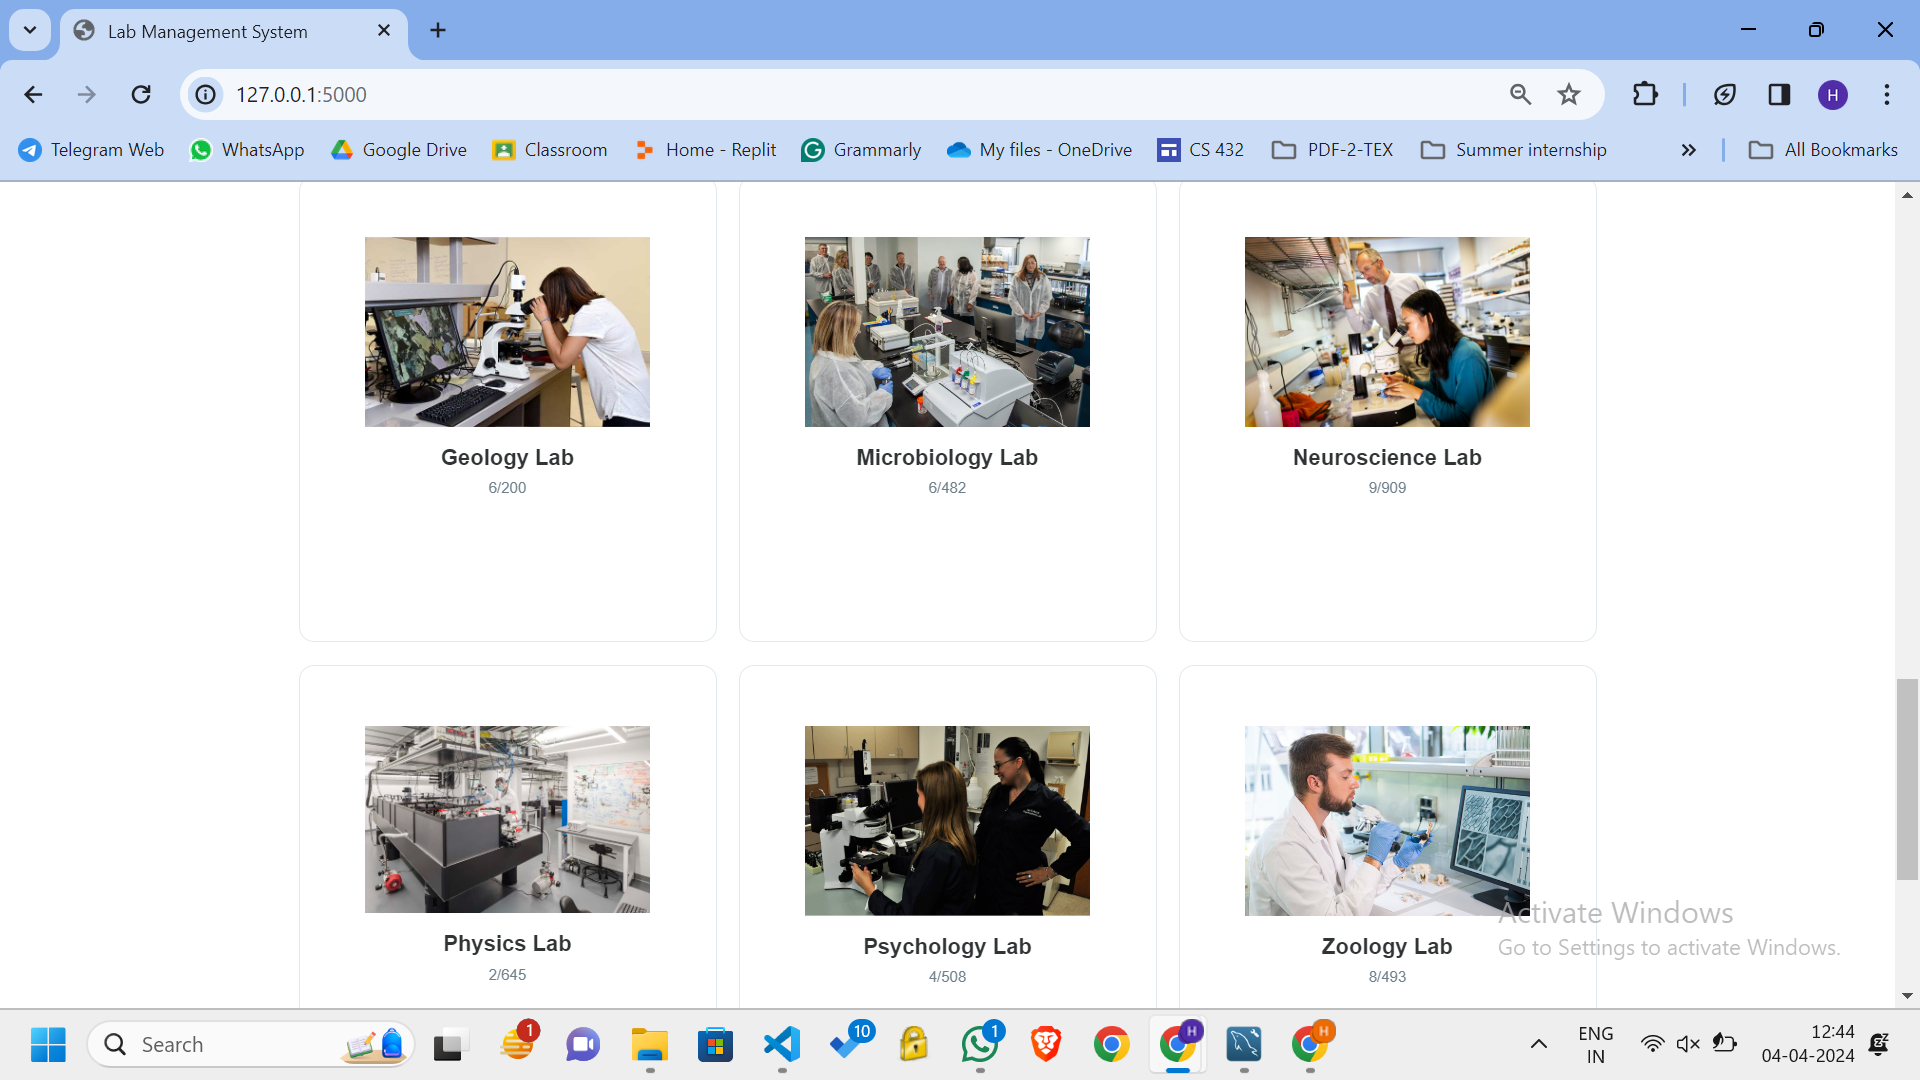 Lab Management System
127.0.0.1:5000
H
Telegram Web
WhatsApp
Google Drive
Classroom
Home - Replit
Grammarly
My files - OneDrive
CS 432
PDF-2-TEX
Summer internship
All Bookmarks
Geology Lab
6/200
Microbiology Lab
6/482
Neuroscience Lab
9/909
Physics Lab
2/645
Psychology Lab
4/508
Zoology Lab
8/493
Activate Windows
Go to Settings to activate Windows.
Search
1
10
1
H
H
ENG
IN
12:44
04-04-2024